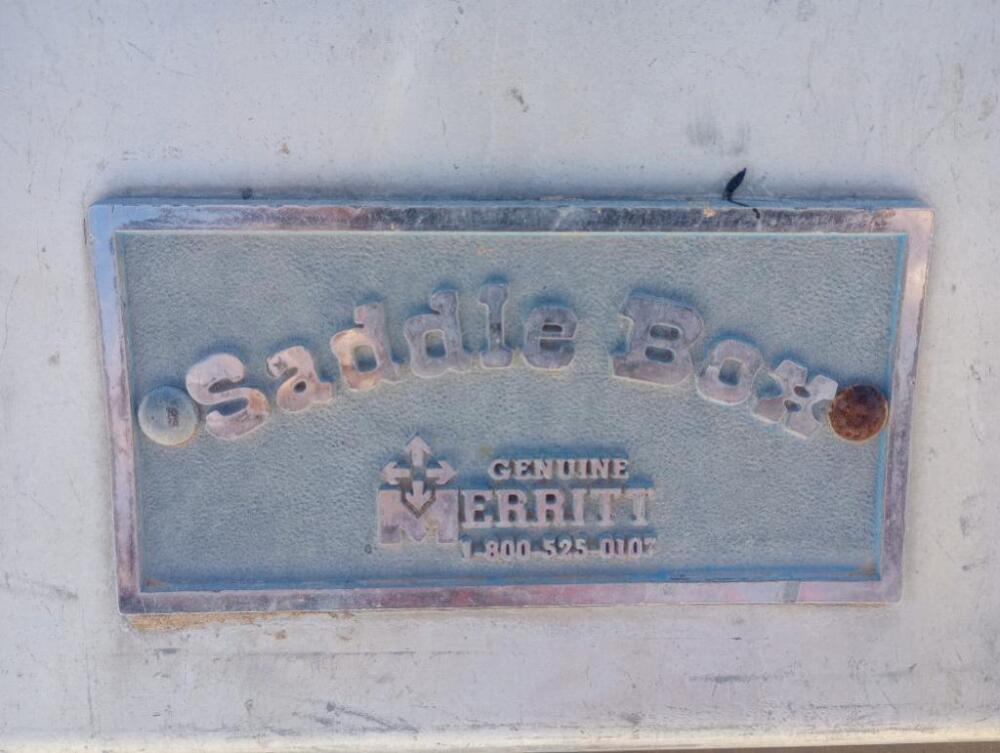 Saddle Box
GENUINE
MERRITT
1-800-525-0107